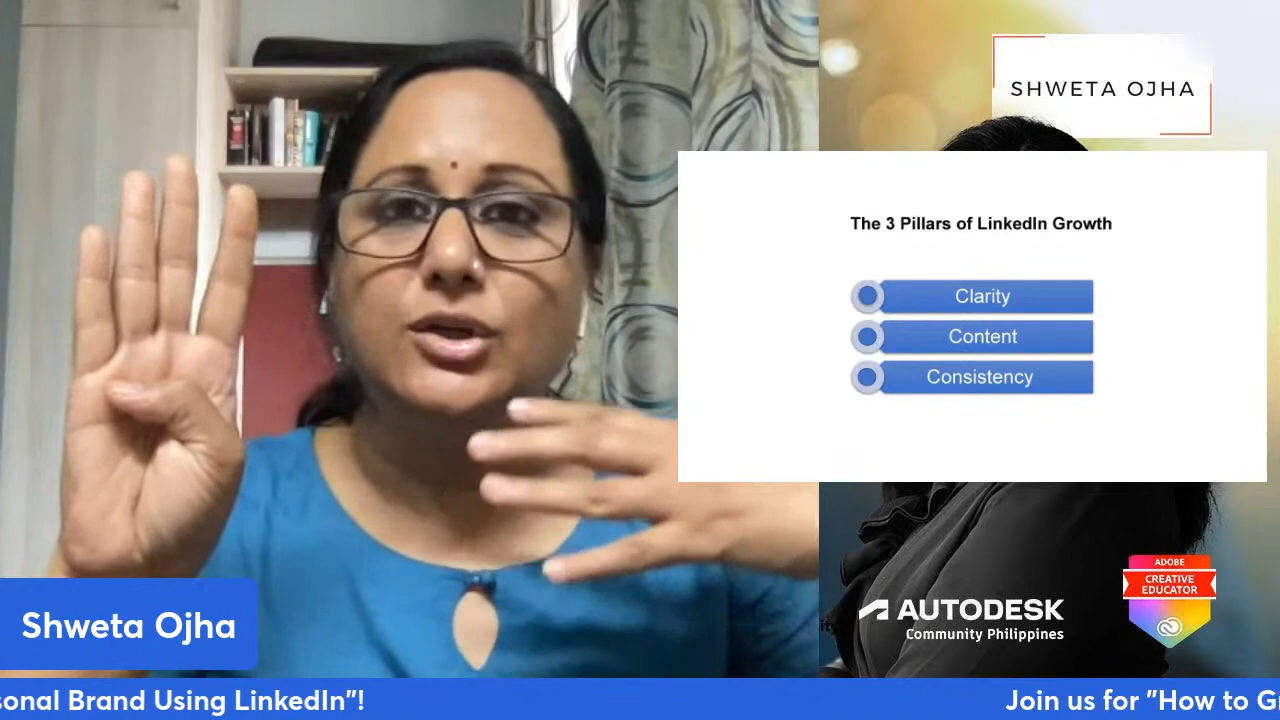 SHWETA OJHA
The 3 Pillars of LinkedIn Growth
Clarity
Content
Consistency
Shweta Ojha
AUTODESK
Community Philippines
ADOBE
CREATIVE
EDUCATOR
sonal Brand Using LinkedIn"!
Join us for "How to Gr